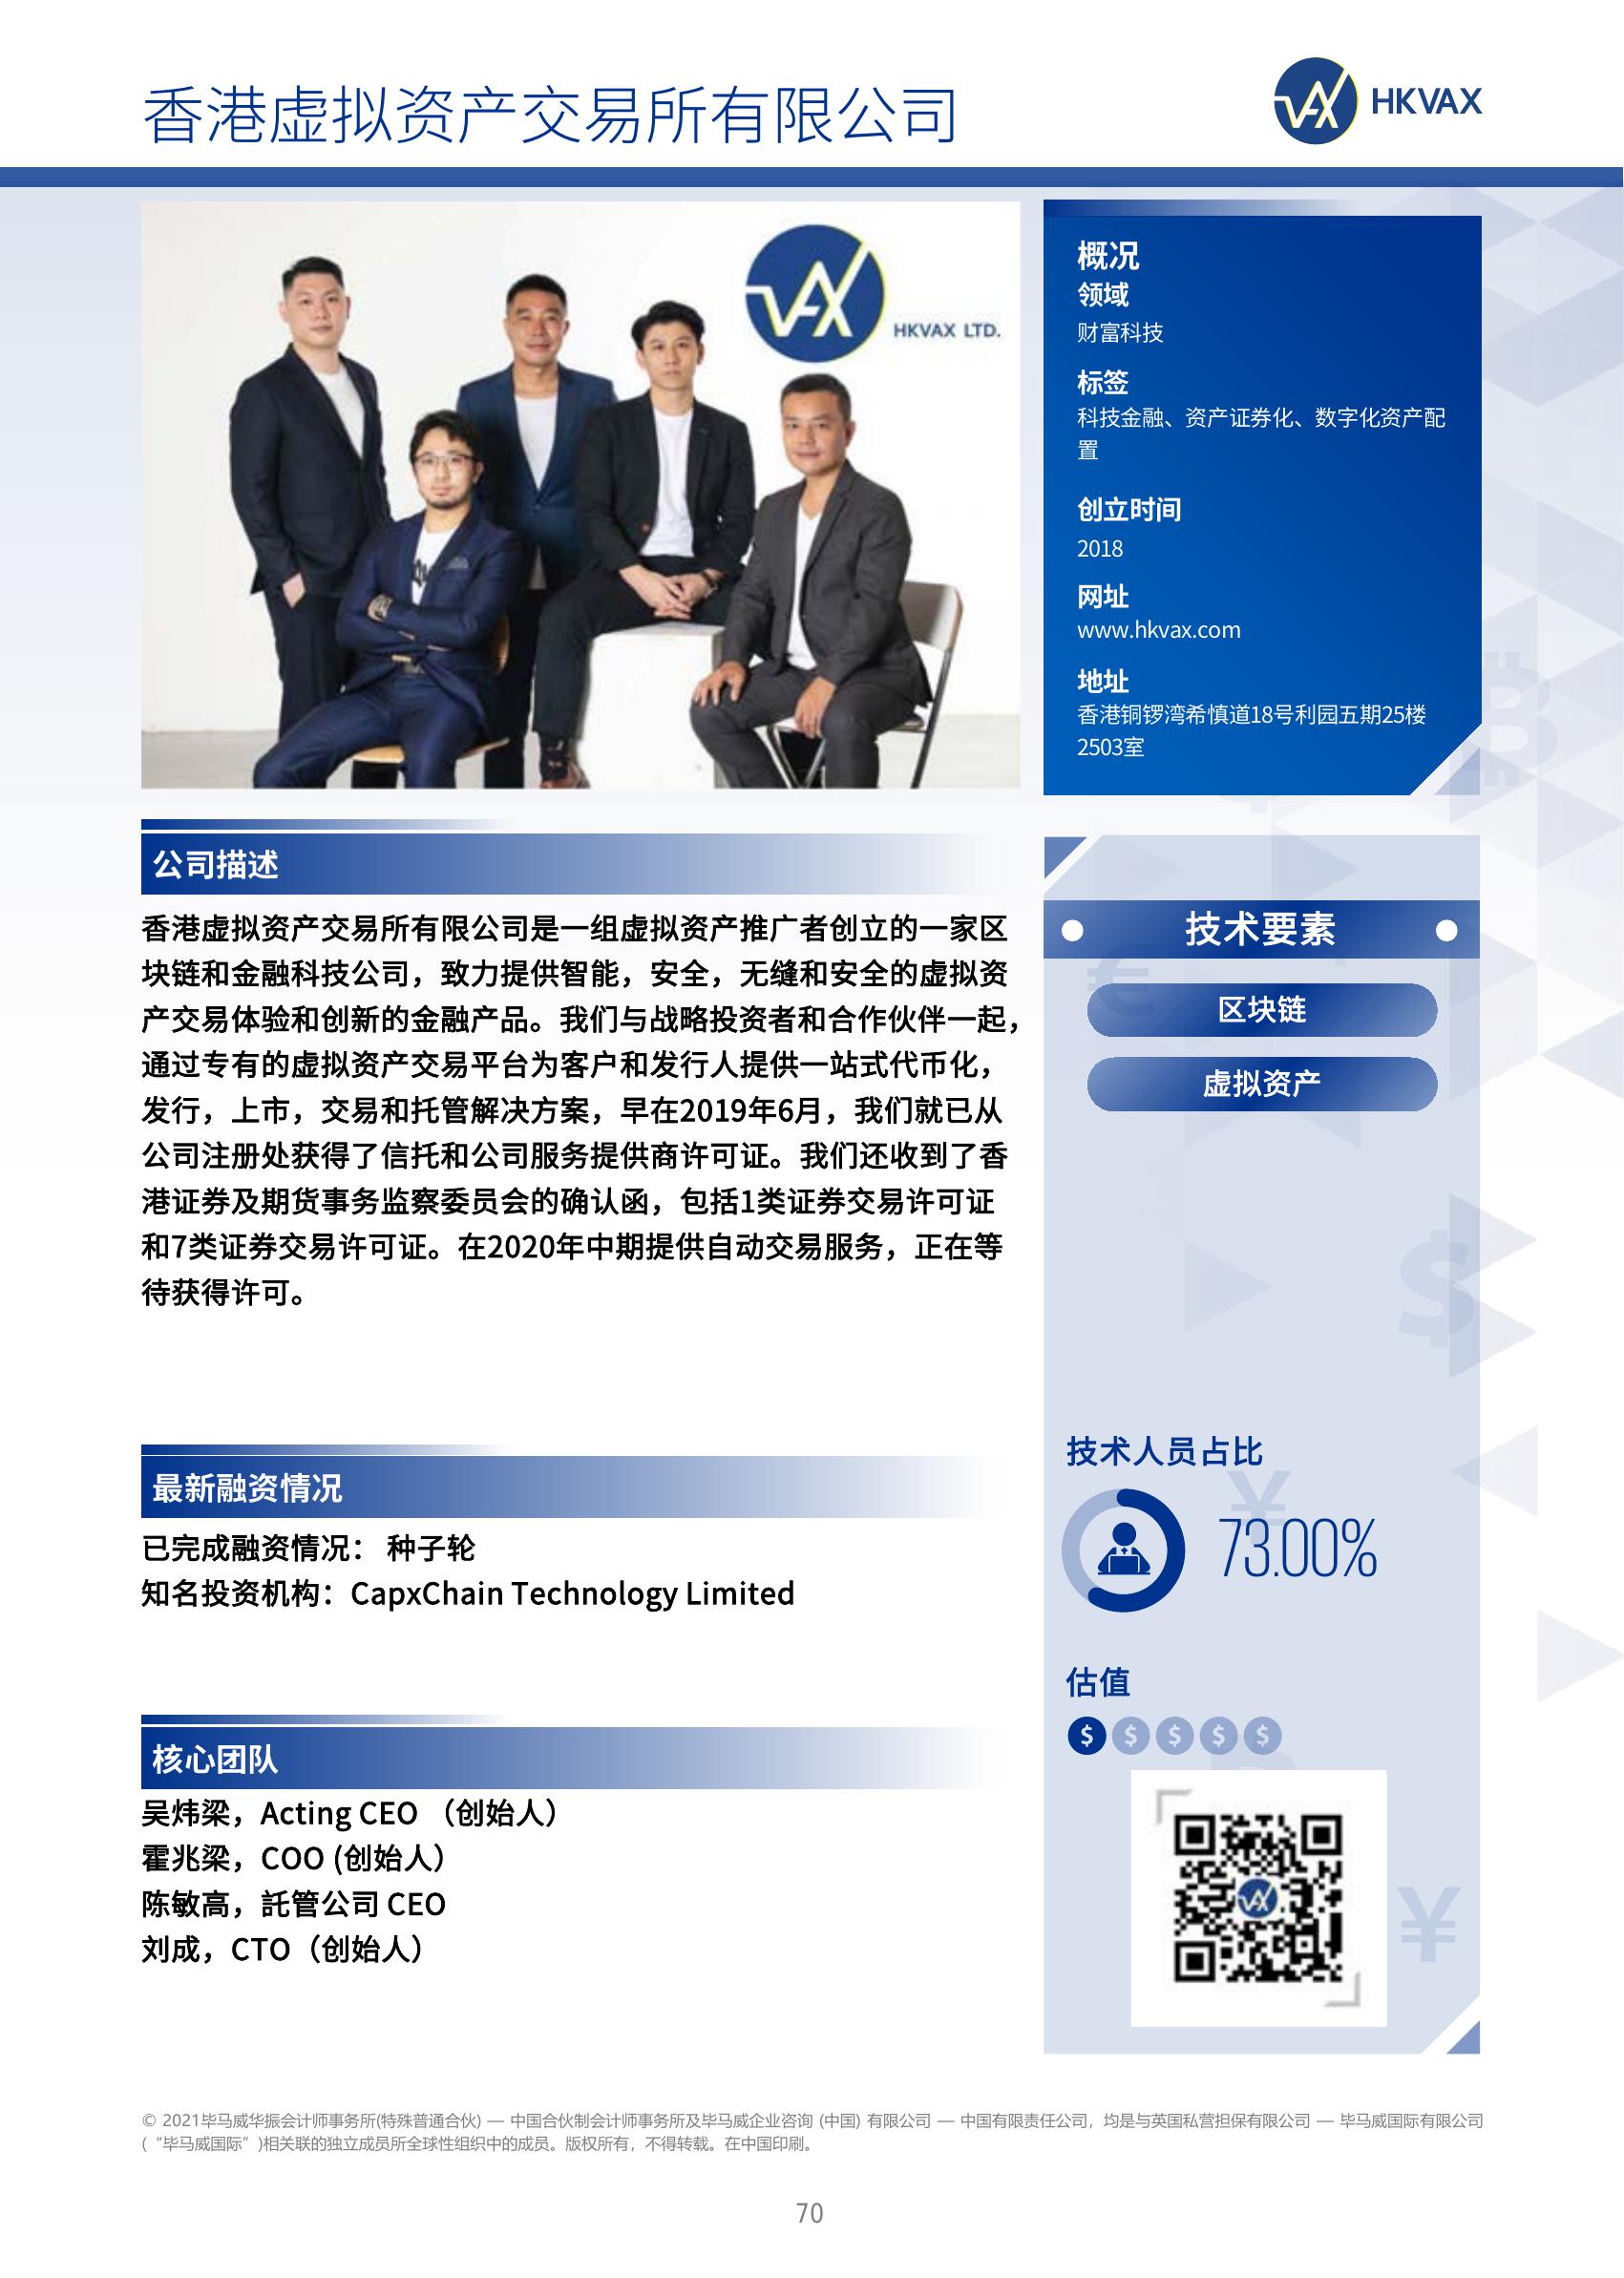 香港虚拟资产交易所有限公司
VAX HKVAX
VAX
HKVAX LTD.
概况
领域
财富科技
标签
科技金融、资产证券化、数字化资产配
置
创立时间
2018
网址
www.hkvax.com
地址
香港铜锣湾希慎道18号利园五期25楼
2503室
公司描述
香港虚拟资产交易所有限公司是一组虚拟资产推广者创立的一家区
块链和金融科技公司，致力提供智能，安全，无缝和安全的虚拟资
产交易体验和创新的金融产品。我们与战略投资者和合作伙伴一起，
通过专有的虚拟资产交易平台为客户和发行人提供一站式代币化，
发行，上市，交易和托管解决方案，早在2019年6月，我们就已从
公司注册处获得了信托和公司服务提供商许可证。我们还收到了香
港证券及期货事务监察委员会的确认函，包括1类证券交易许可证
和7类证券交易许可证。在2020年中期提供自动交易服务，正在等
待获得许可。
最新融资情况
已完成融资情况： 种子轮
知名投资机构：CapxChain Technology Limited
核心团队
吴炜梁，Acting CEO （创始人）
霍兆梁，COO (创始人）
陈敏高，託管公司 CEO
刘成，CTO（创始人）
技术要素
区块链
虚拟资产
技术人员占比
73.00%
估值
$ $ $ $ $
VAX
© 2021毕马威华振会计师事务所(特殊普通合伙) — 中国合伙制会计师事务所及毕马威企业咨询 (中国) 有限公司 — 中国有限责任公司，均是与英国私营担保有限公司 — 毕马威国际有限公司
(“毕马威国际”)相关联的独立成员所全球性组织中的成员。版权所有，不得转载。在中国印刷。
70